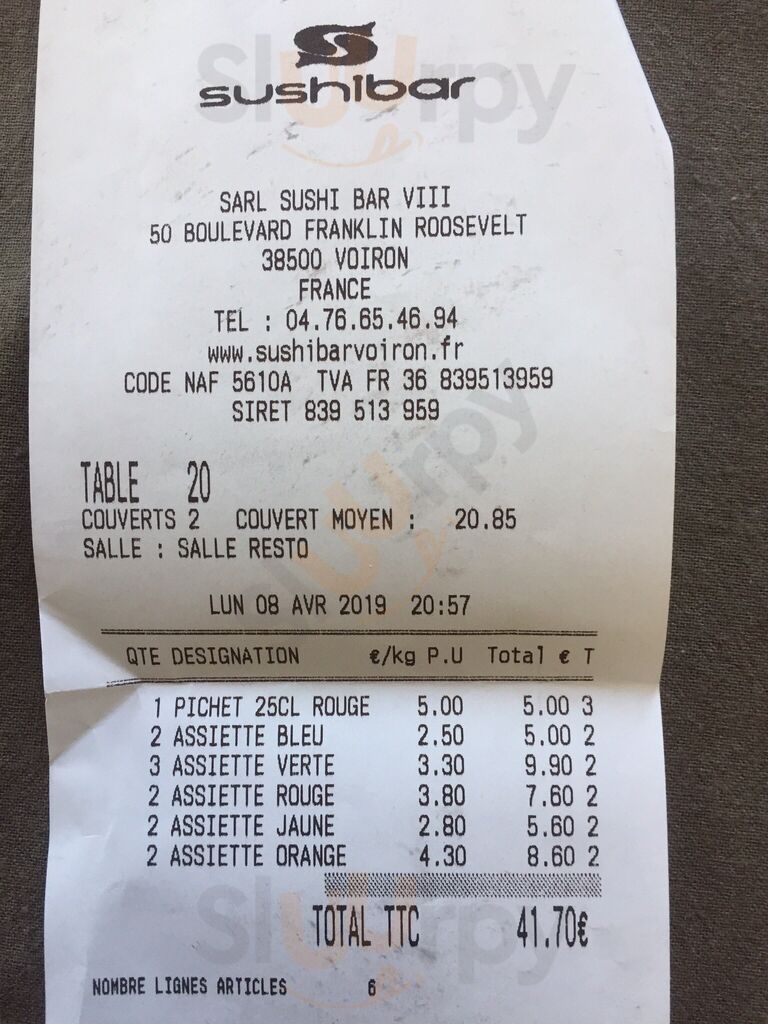 sushibar
SARL SUSHI BAR VIII
50 BOULEVARD FRANKLIN ROOSEVELT
38500 VOIRON
FRANCE
TEL : 04.76.65.46.94
www.sushibarvoiron.fr
CODE NAF 5610A TVA FR 36 839513959
SIRET 839 513 959
TABLE 20
COUVERTS 2 COUVERT MOYEN : 20.85
SALLE : SALLE RESTO
LUN 08 AVR 2019 20:57
QTE DESIGNATION €/kg P.U Total € T
1 PICHET 25CL ROUGE 5.00 5.00 3
2 ASSIETTE BLEU 2.50 5.00 2
3 ASSIETTE VERTE 3.30 9.90 2
2 ASSIETTE ROUGE 3.80 7.60 2
2 ASSIETTE JAUNE 2.80 5.60 2
2 ASSIETTE ORANGE 4.30 8.60 2
TOTAL TTC 41.70€
NOMBRE LIGNES ARTICLES 6
Sluurpy
Sluurpy
Sluurpy